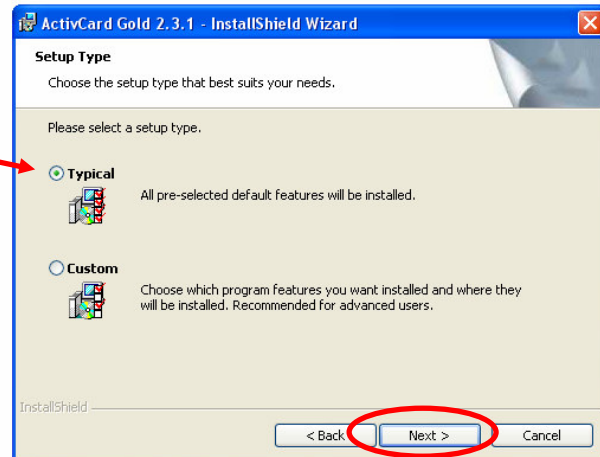 ActivCard Gold 2.3.1 - InstallShield Wizard
Setup Type
Choose the setup type that best suits your needs.
Please select a setup type.
Typical
All pre-selected default features will be installed.
Custom
Choose which program features you want installed and where they
will be installed. Recommended for advanced users.
InstallShield
< Back
Next >
Cancel